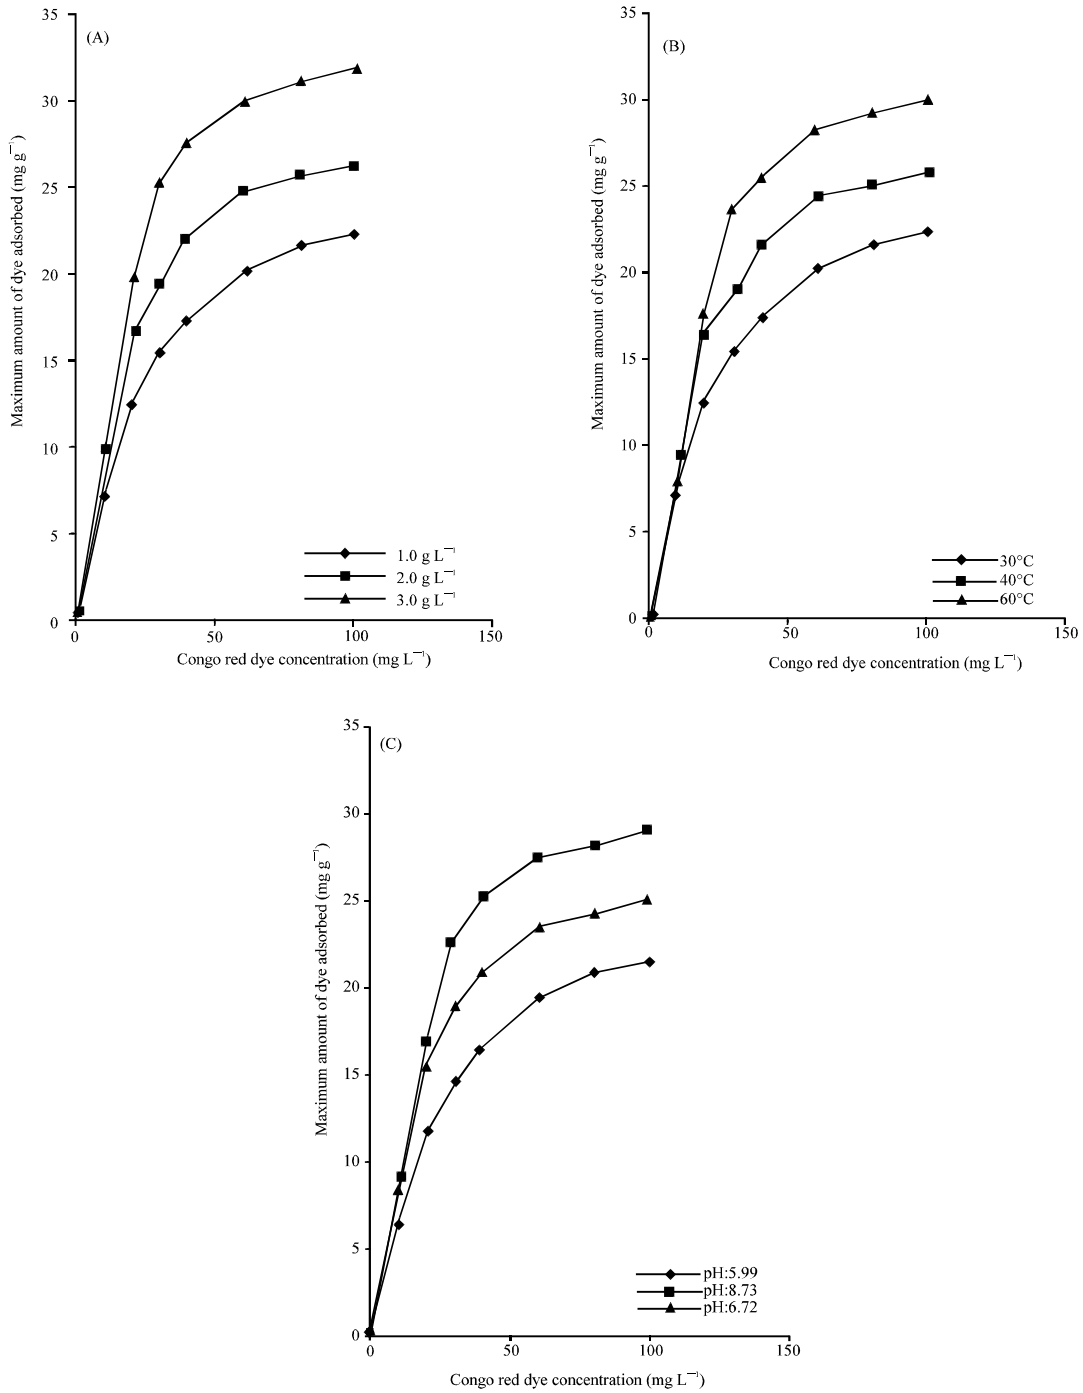 (A)
35
30
25
20
15
10
5
0
0 50 100 150
Maximum amount of dye adsorbed (mg g⁻¹)
Congo red dye concentration (mg L⁻¹)
1.0 g L⁻¹
2.0 g L⁻¹
3.0 g L⁻¹
(B)
35
30
25
20
15
10
5
0
0 50 100 150
Maximum amount of dye adsorbed (mg g⁻¹)
Congo red dye concentration (mg L⁻¹)
30°C
40°C
60°C
(C)
35
30
25
20
15
10
5
0
0 50 100 150
Maximum amount of dye adsorbed (mg g⁻¹)
Congo red dye concentration (mg L⁻¹)
pH:5.99
pH:8.73
pH:6.72